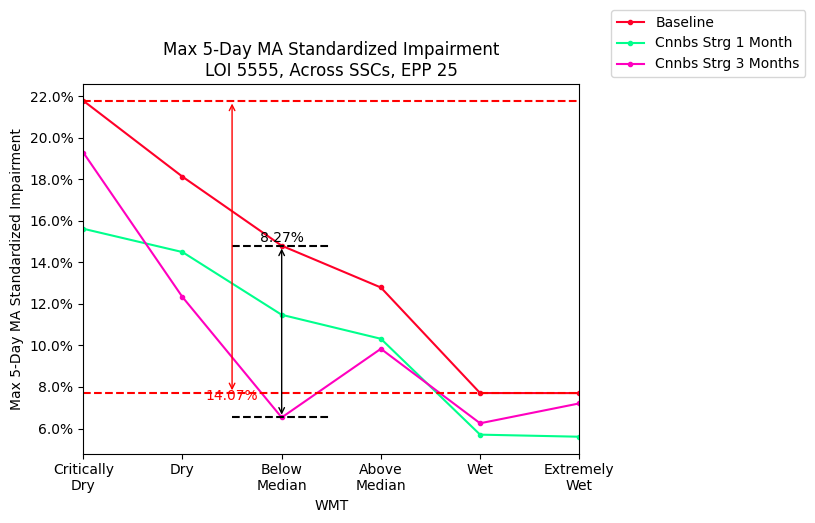 Baseline
Cnnbs Strg 1 Month
Cnnbs Strg 3 Months
Max 5-Day MA Standardized Impairment
LOI 5555, Across SSCs, EPP 25
Max 5-Day MA Standardized Impairment
22.0%
20.0%
18.0%
16.0%
14.0%
12.0%
10.0%
8.0%
6.0%
8.27%
14.07%
Critically Dry
Dry
Below Median
Above Median
Wet
Extremely Wet
WMT